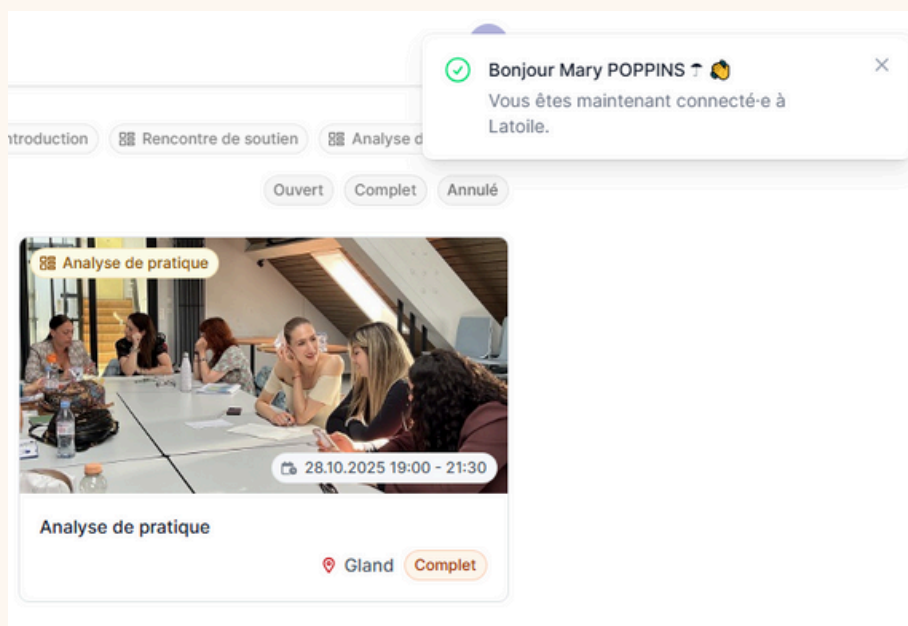 Bonjour Mary POPPINS ☂ 👏
Vous êtes maintenant connecté·e à
Latoile.
ntroduction
Rencontre de soutien
Analyse d
Ouvert
Complet
Annulé
Analyse de pratique
28.10.2025 19:00 - 21:30
Analyse de pratique
Gland
Complet